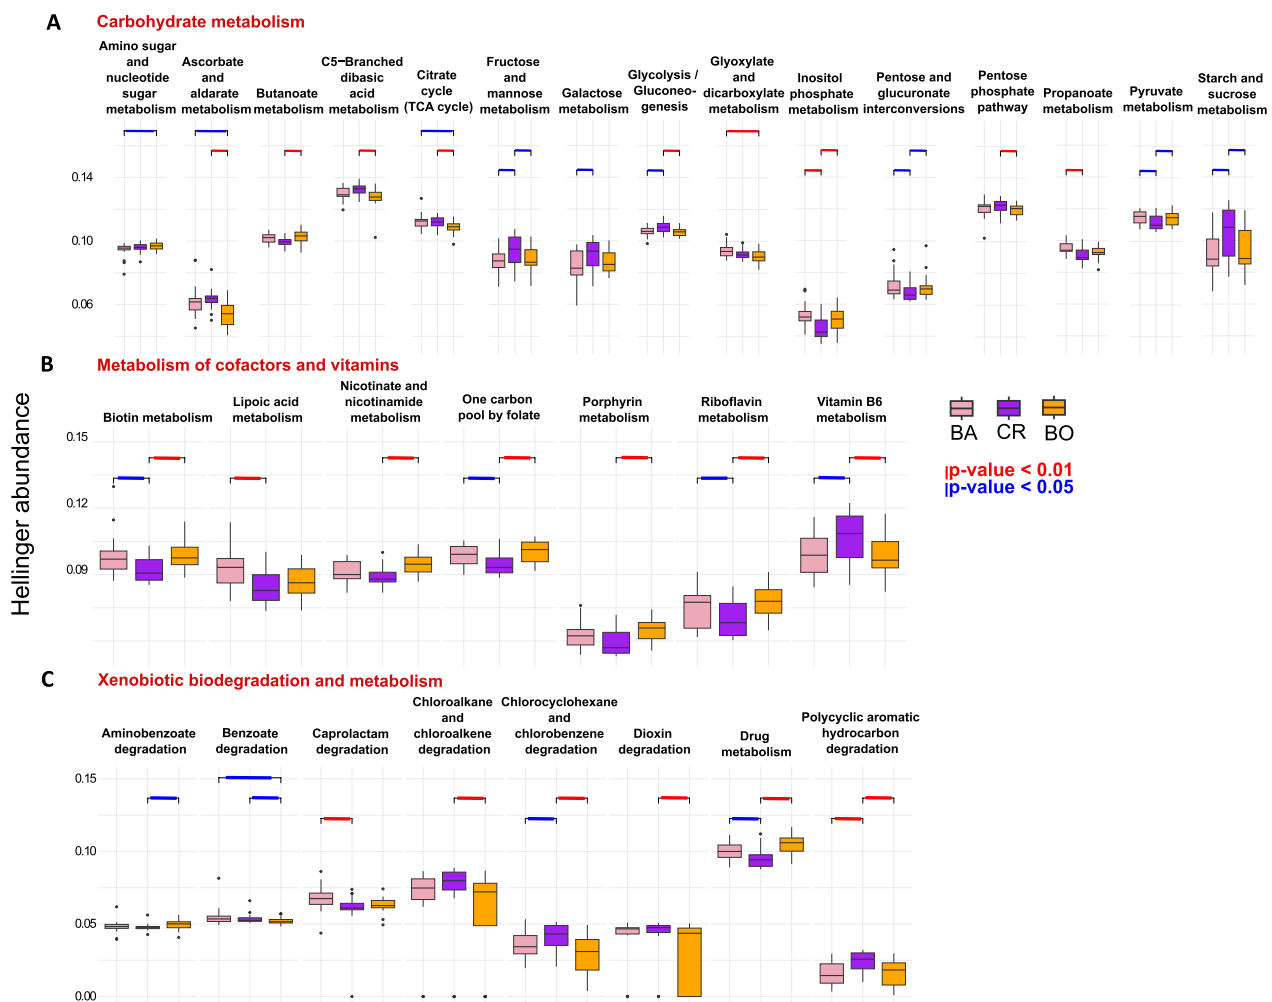 A
Carbohydrate metabolism
Amino sugar
and
nucleotide
sugar
metabolism
Ascorbate
and
aldarate
metabolism
Butanoate
metabolism
C5−Branched
dibasic
acid
metabolism
Citrate
cycle
(TCA cycle)
Fructose
and
mannose
metabolism
Galactose
metabolism
Glycolysis /
Gluconeo-
genesis
Glyoxylate
and
dicarboxylate
metabolism
Inositol
phosphate
metabolism
Pentose and
glucuronate
interconversions
Pentose
phosphate
pathway
Propanoate
metabolism
Pyruvate
metabolism
Starch and
sucrose
metabolism
0.14
0.10
0.06
B
Metabolism of cofactors and vitamins
Biotin metabolism
Lipoic acid
metabolism
Nicotinate and
nicotinamide
metabolism
One carbon
pool by folate
Porphyrin
metabolism
Riboflavin
metabolism
Vitamin B6
metabolism
0.15
0.12
0.09
Hellinger abundance
BA CR BO
p-value < 0.01
p-value < 0.05
C
Xenobiotic biodegradation and metabolism
Aminobenzoate
degradation
Benzoate
degradation
Caprolactam
degradation
Chloroalkane
and
chloroalkene
degradation
Chlorocyclohexane
and
chlorobenzene
degradation
Dioxin
degradation
Drug
metabolism
Polycyclic aromatic
hydrocarbon
degradation
0.15
0.10
0.05
0.00